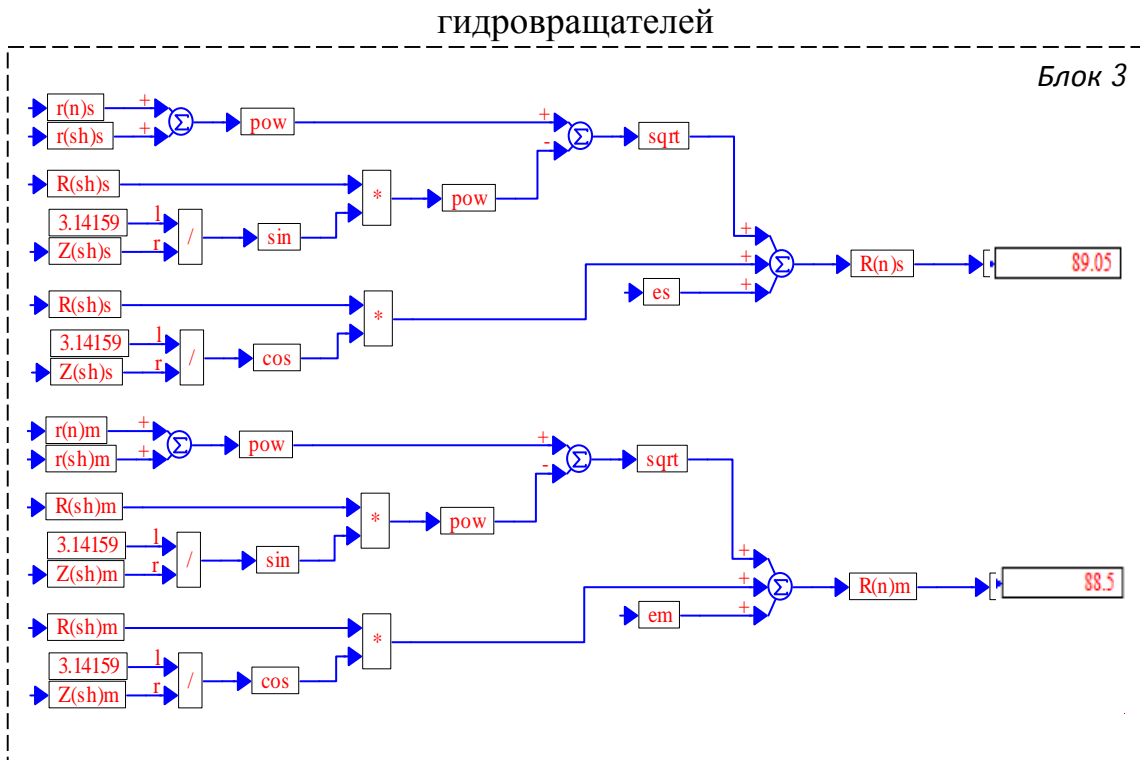 гидровращателей
Блок 3
r(n)s + Σ pow + Σ sqrt
r(sh)s + -
R(sh)s * pow
3.14159 l / sin
Z(sh)s r
+ + + Σ R(n)s 89.05
R(sh)s * es
3.14159 l / cos
Z(sh)s r
r(n)m + Σ pow + Σ sqrt
r(sh)m + -
R(sh)m * pow
3.14159 l / sin
Z(sh)m r
+ + + Σ R(n)m 88.5
R(sh)m * em
3.14159 l / cos
Z(sh)m r